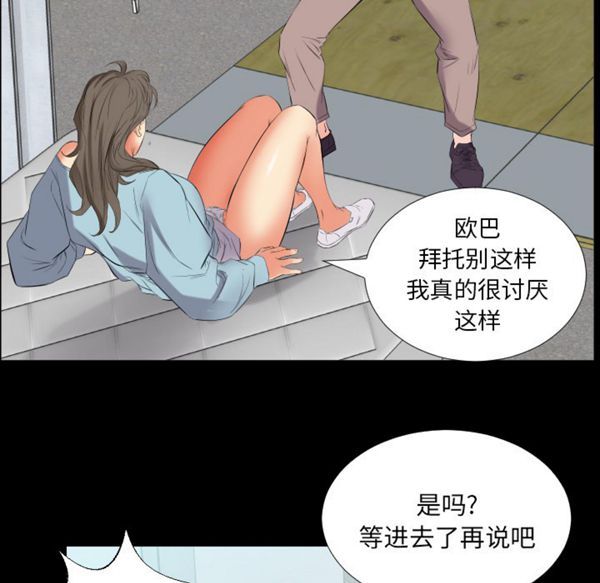 欧巴
拜托别这样
我真的很讨厌
这样
是吗?
等进去了再说吧